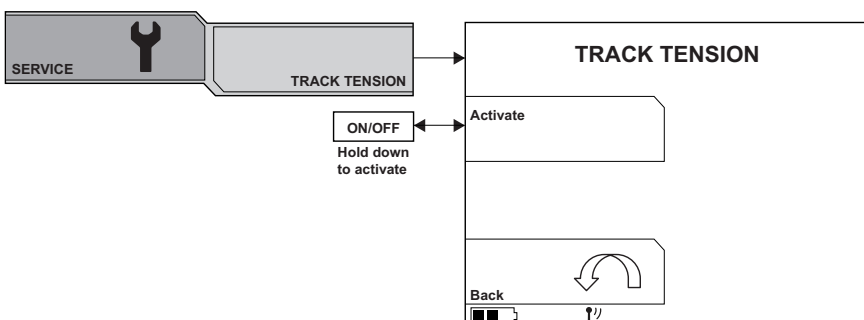 SERVICE
TRACK TENSION
TRACK TENSION
ON/OFF
Hold down
to activate
Activate
Back